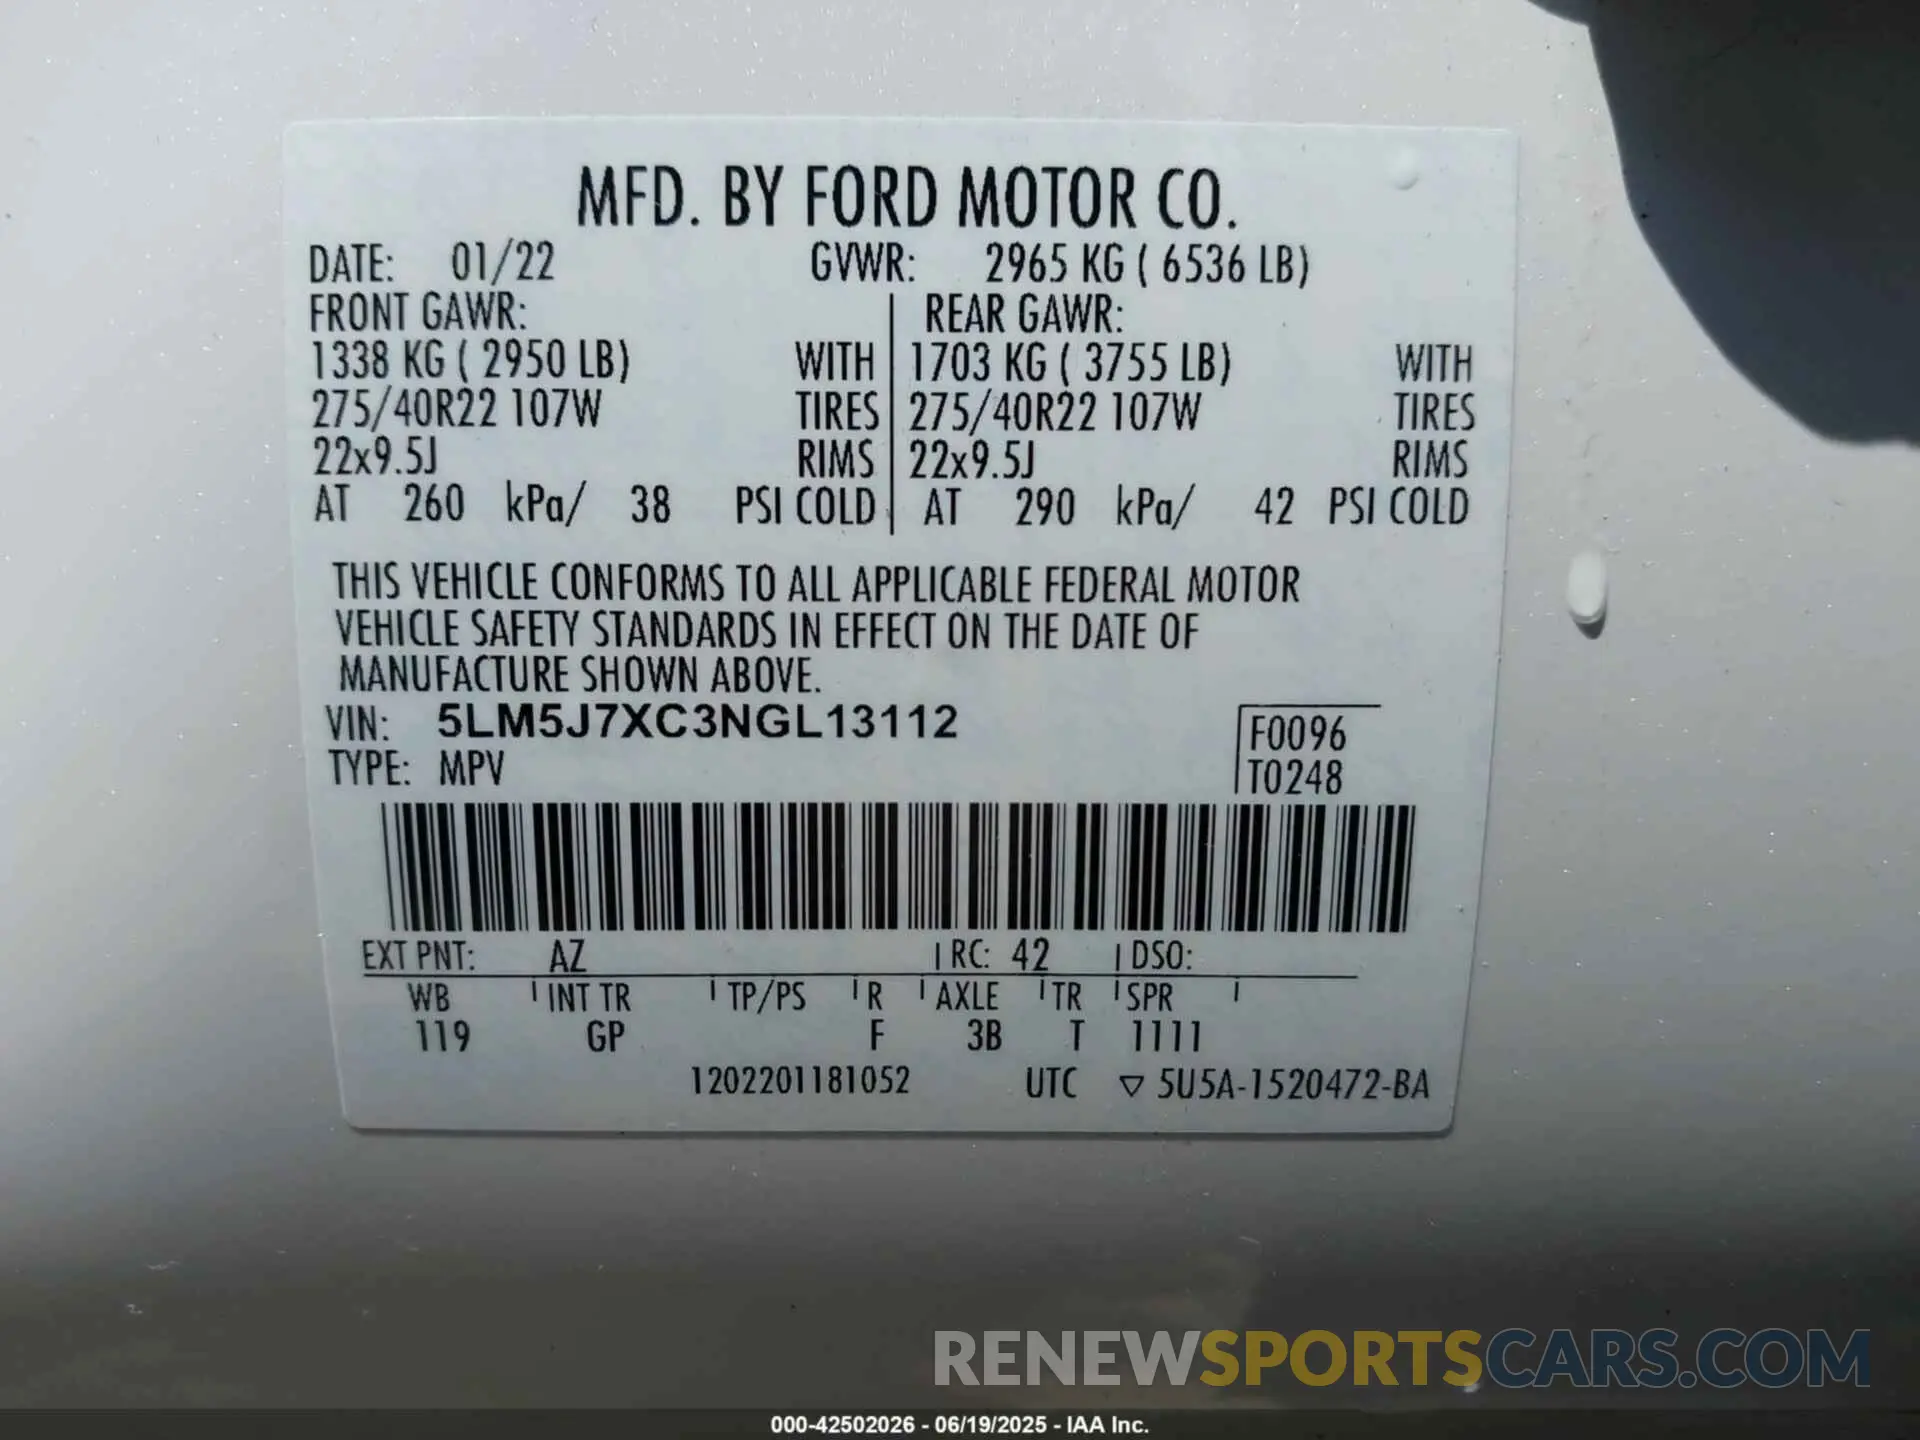 MFD. BY FORD MOTOR CO.
DATE: 01/22 GVWR: 2965 KG ( 6536 LB)
FRONT GAWR: REAR GAWR:
1338 KG ( 2950 LB) WITH 1703 KG ( 3755 LB) WITH
275/40R22 107W TIRES 275/40R22 107W TIRES
22x9.5J RIMS 22x9.5J RIMS
AT 260 kPa/ 38 PSI COLD AT 290 kPa/ 42 PSI COLD
THIS VEHICLE CONFORMS TO ALL APPLICABLE FEDERAL MOTOR
VEHICLE SAFETY STANDARDS IN EFFECT ON THE DATE OF
MANUFACTURE SHOWN ABOVE.
VIN: 5LM5J7XC3NGL13112 F0096
TYPE: MPV T0248
EXT PNT: AZ RC: 42 DSO:
WB INT TR TP/PS R AXLE TR SPR
119 GP F 3B T 1111
1202201181052 UTC ▽ 5U5A-1520472-BA
RENEWSPORTSCARS.COM
000-42502026 - 06/19/2025 - IAA Inc.